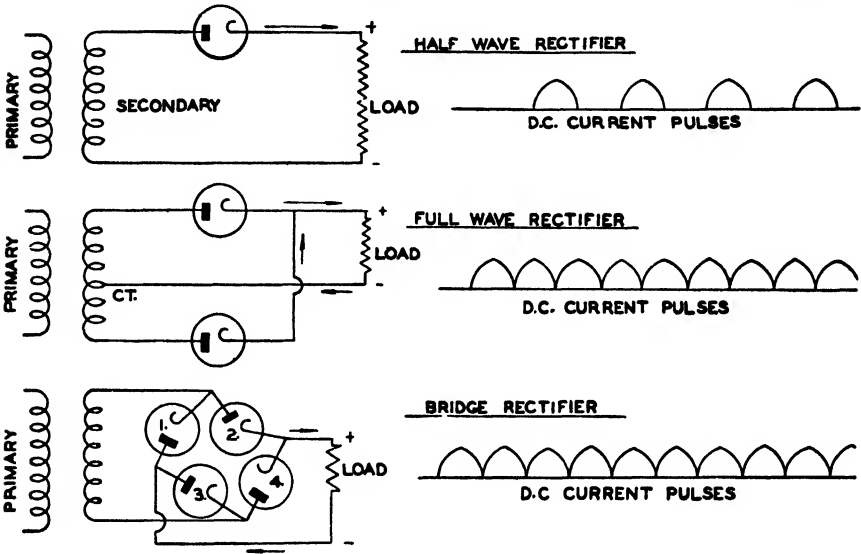 PRIMARY
SECONDARY
+
LOAD
-
HALF WAVE RECTIFIER
D.C. CURRENT PULSES
PRIMARY
CT.
+
LOAD
-
FULL WAVE RECTIFIER
D.C. CURRENT PULSES
PRIMARY
1.
2.
3.
4.
+
LOAD
-
BRIDGE RECTIFIER
D.C CURRENT PULSES